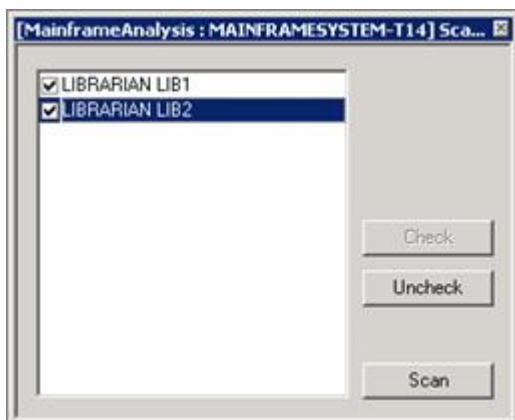 [MainframeAnalysis : MAINFRAMESYSTEM-T14] Sca...
LIBRARIAN LIB1
LIBRARIAN LIB2
Check
Uncheck
Scan